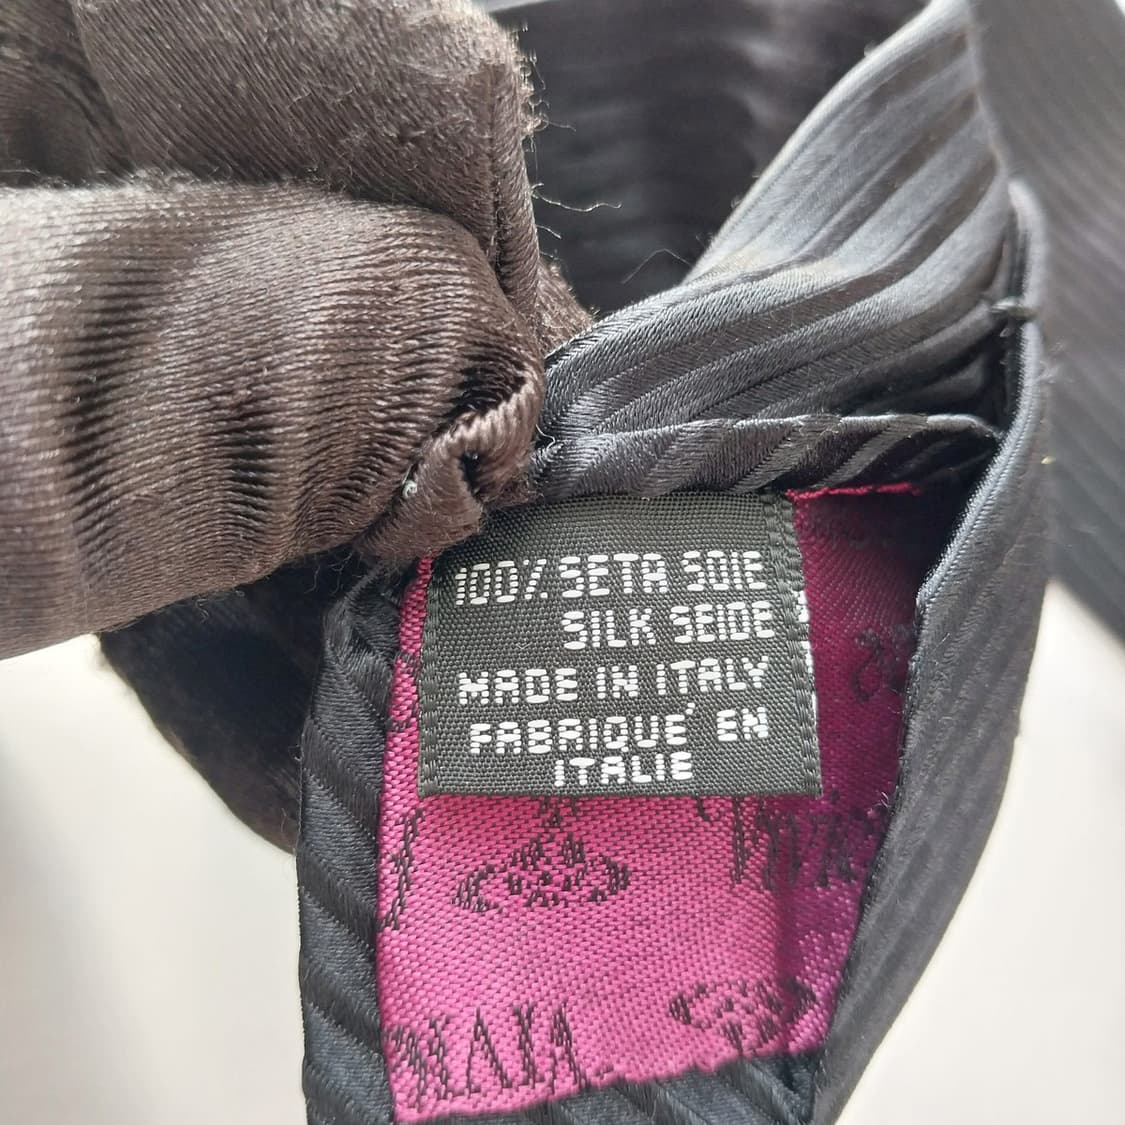 100% SETA SOIE
SILK SEIDE
MADE IN ITALY
FABRIQUE' EN
ITALIE